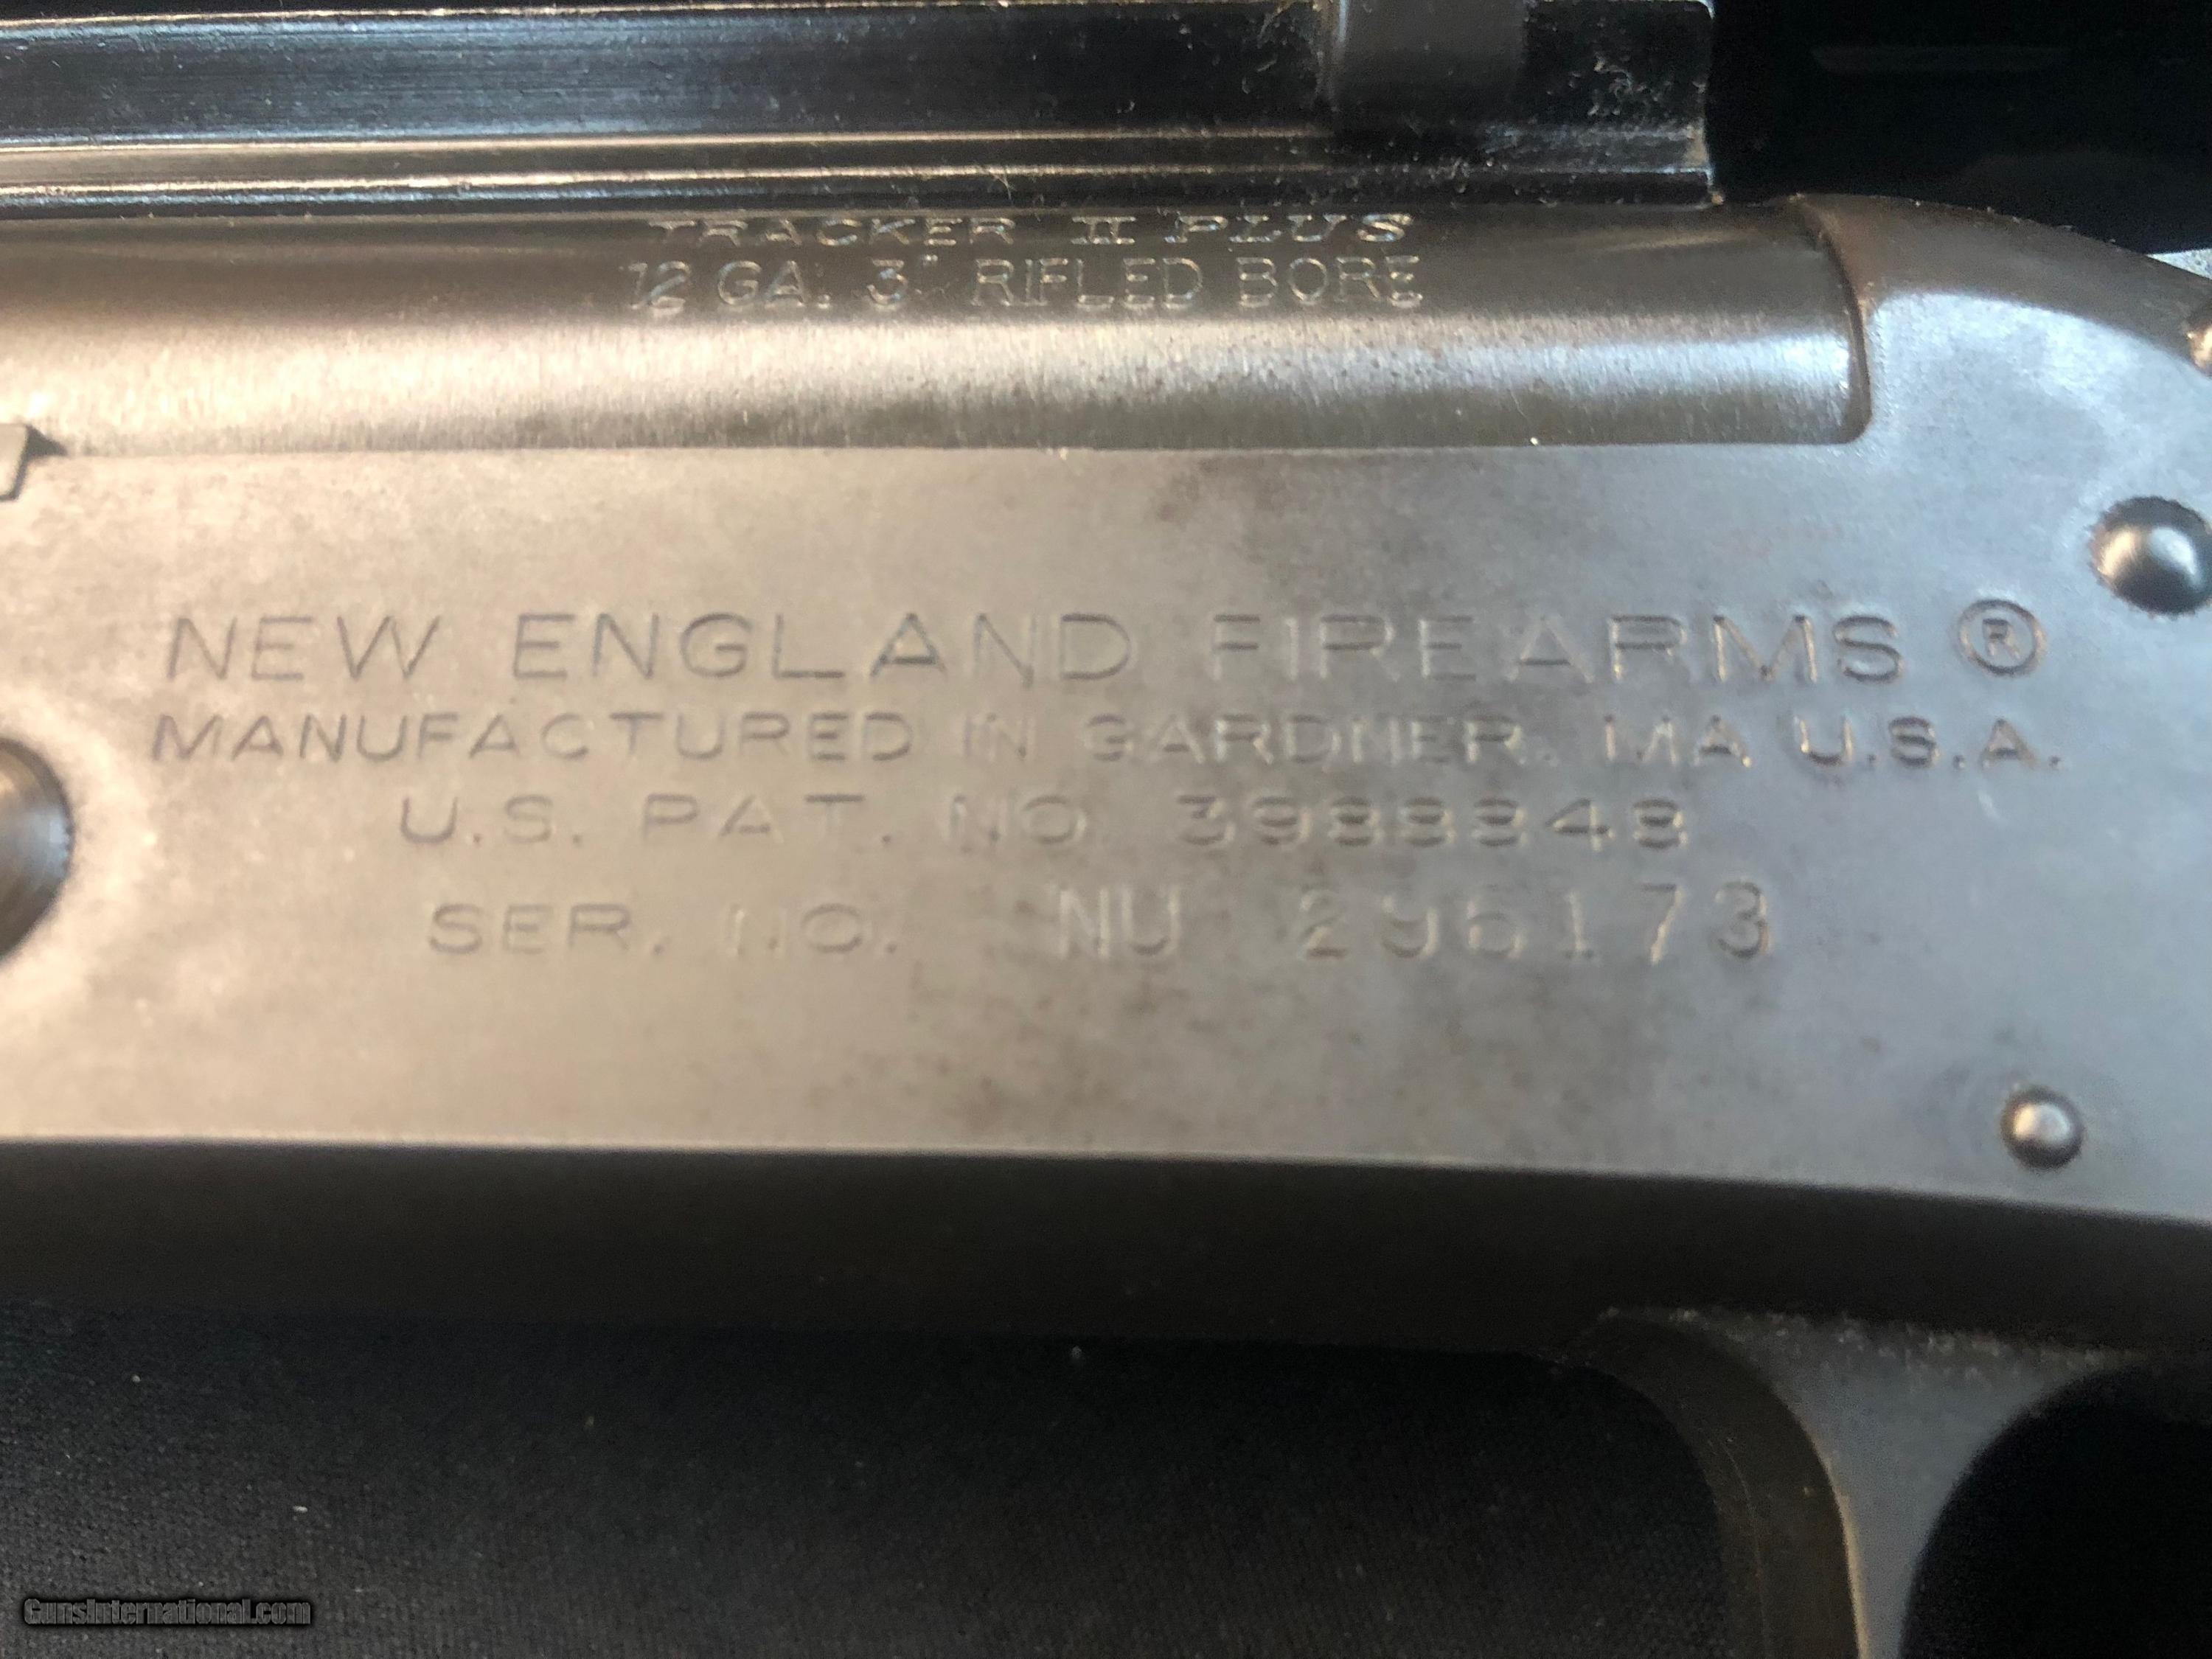 TRACKER II PLUS
12 GA. 3" RIFLED BORE
NEW ENGLAND FIREARMS ®
MANUFACTURED IN GARDNER, MA U.S.A.
U.S. PAT. NO. 3988848
SER. NO. NU 296173
GunsInternational.com